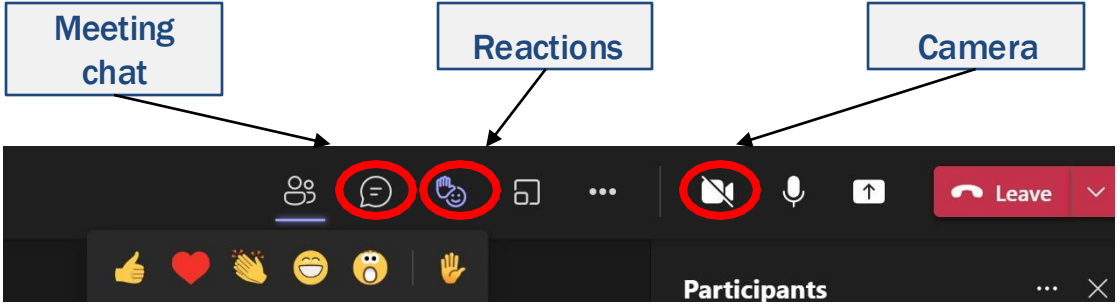 Meeting
chat
Reactions
Camera
Leave
Participants